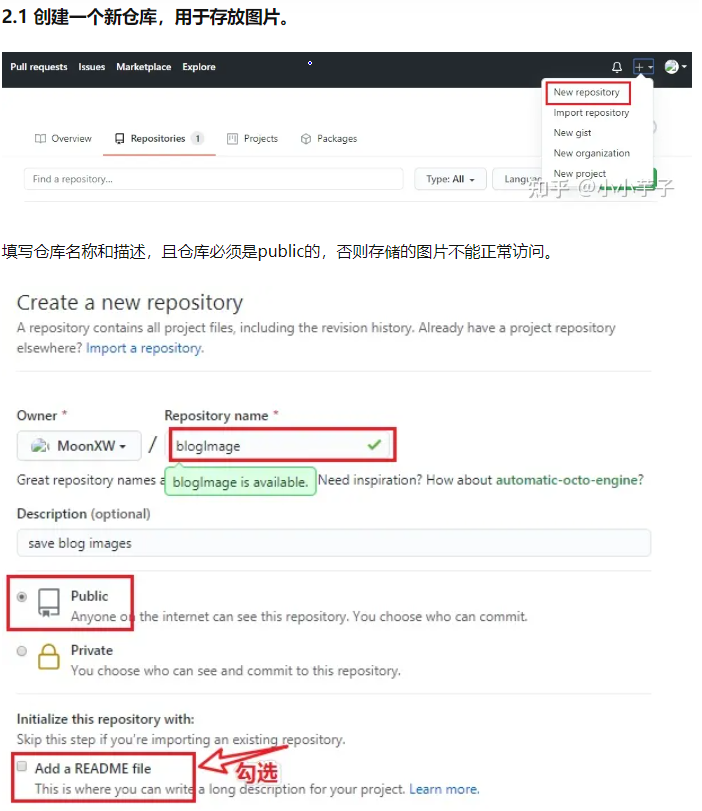 2.1 创建一个新仓库，用于存放图片。
Pull requests Issues Marketplace Explore
New repository
Import repository
New gist
New organization
New project
Overview Repositories 1 Projects Packages
Find a repository... Type: All
知乎 @小小芋子
填写仓库名称和描述，且仓库必须是public的，否则存储的图片不能正常访问。
Create a new repository
A repository contains all project files, including the revision history. Already have a project repository
elsewhere? Import a repository.
Owner * Repository name *
MoonXW / blogImage
Great repository names Need inspiration? How about automatic-octo-engine?
blogImage is available.
Description (optional)
save blog images
Public
Anyone on the internet can see this repository. You choose who can commit.
Private
You choose who can see and commit to this repository.
Initialize this repository with:
Skip this step if you're importing an existing repository.
Add a README file
勾选
This is where you can write a long description for your project. Learn more.